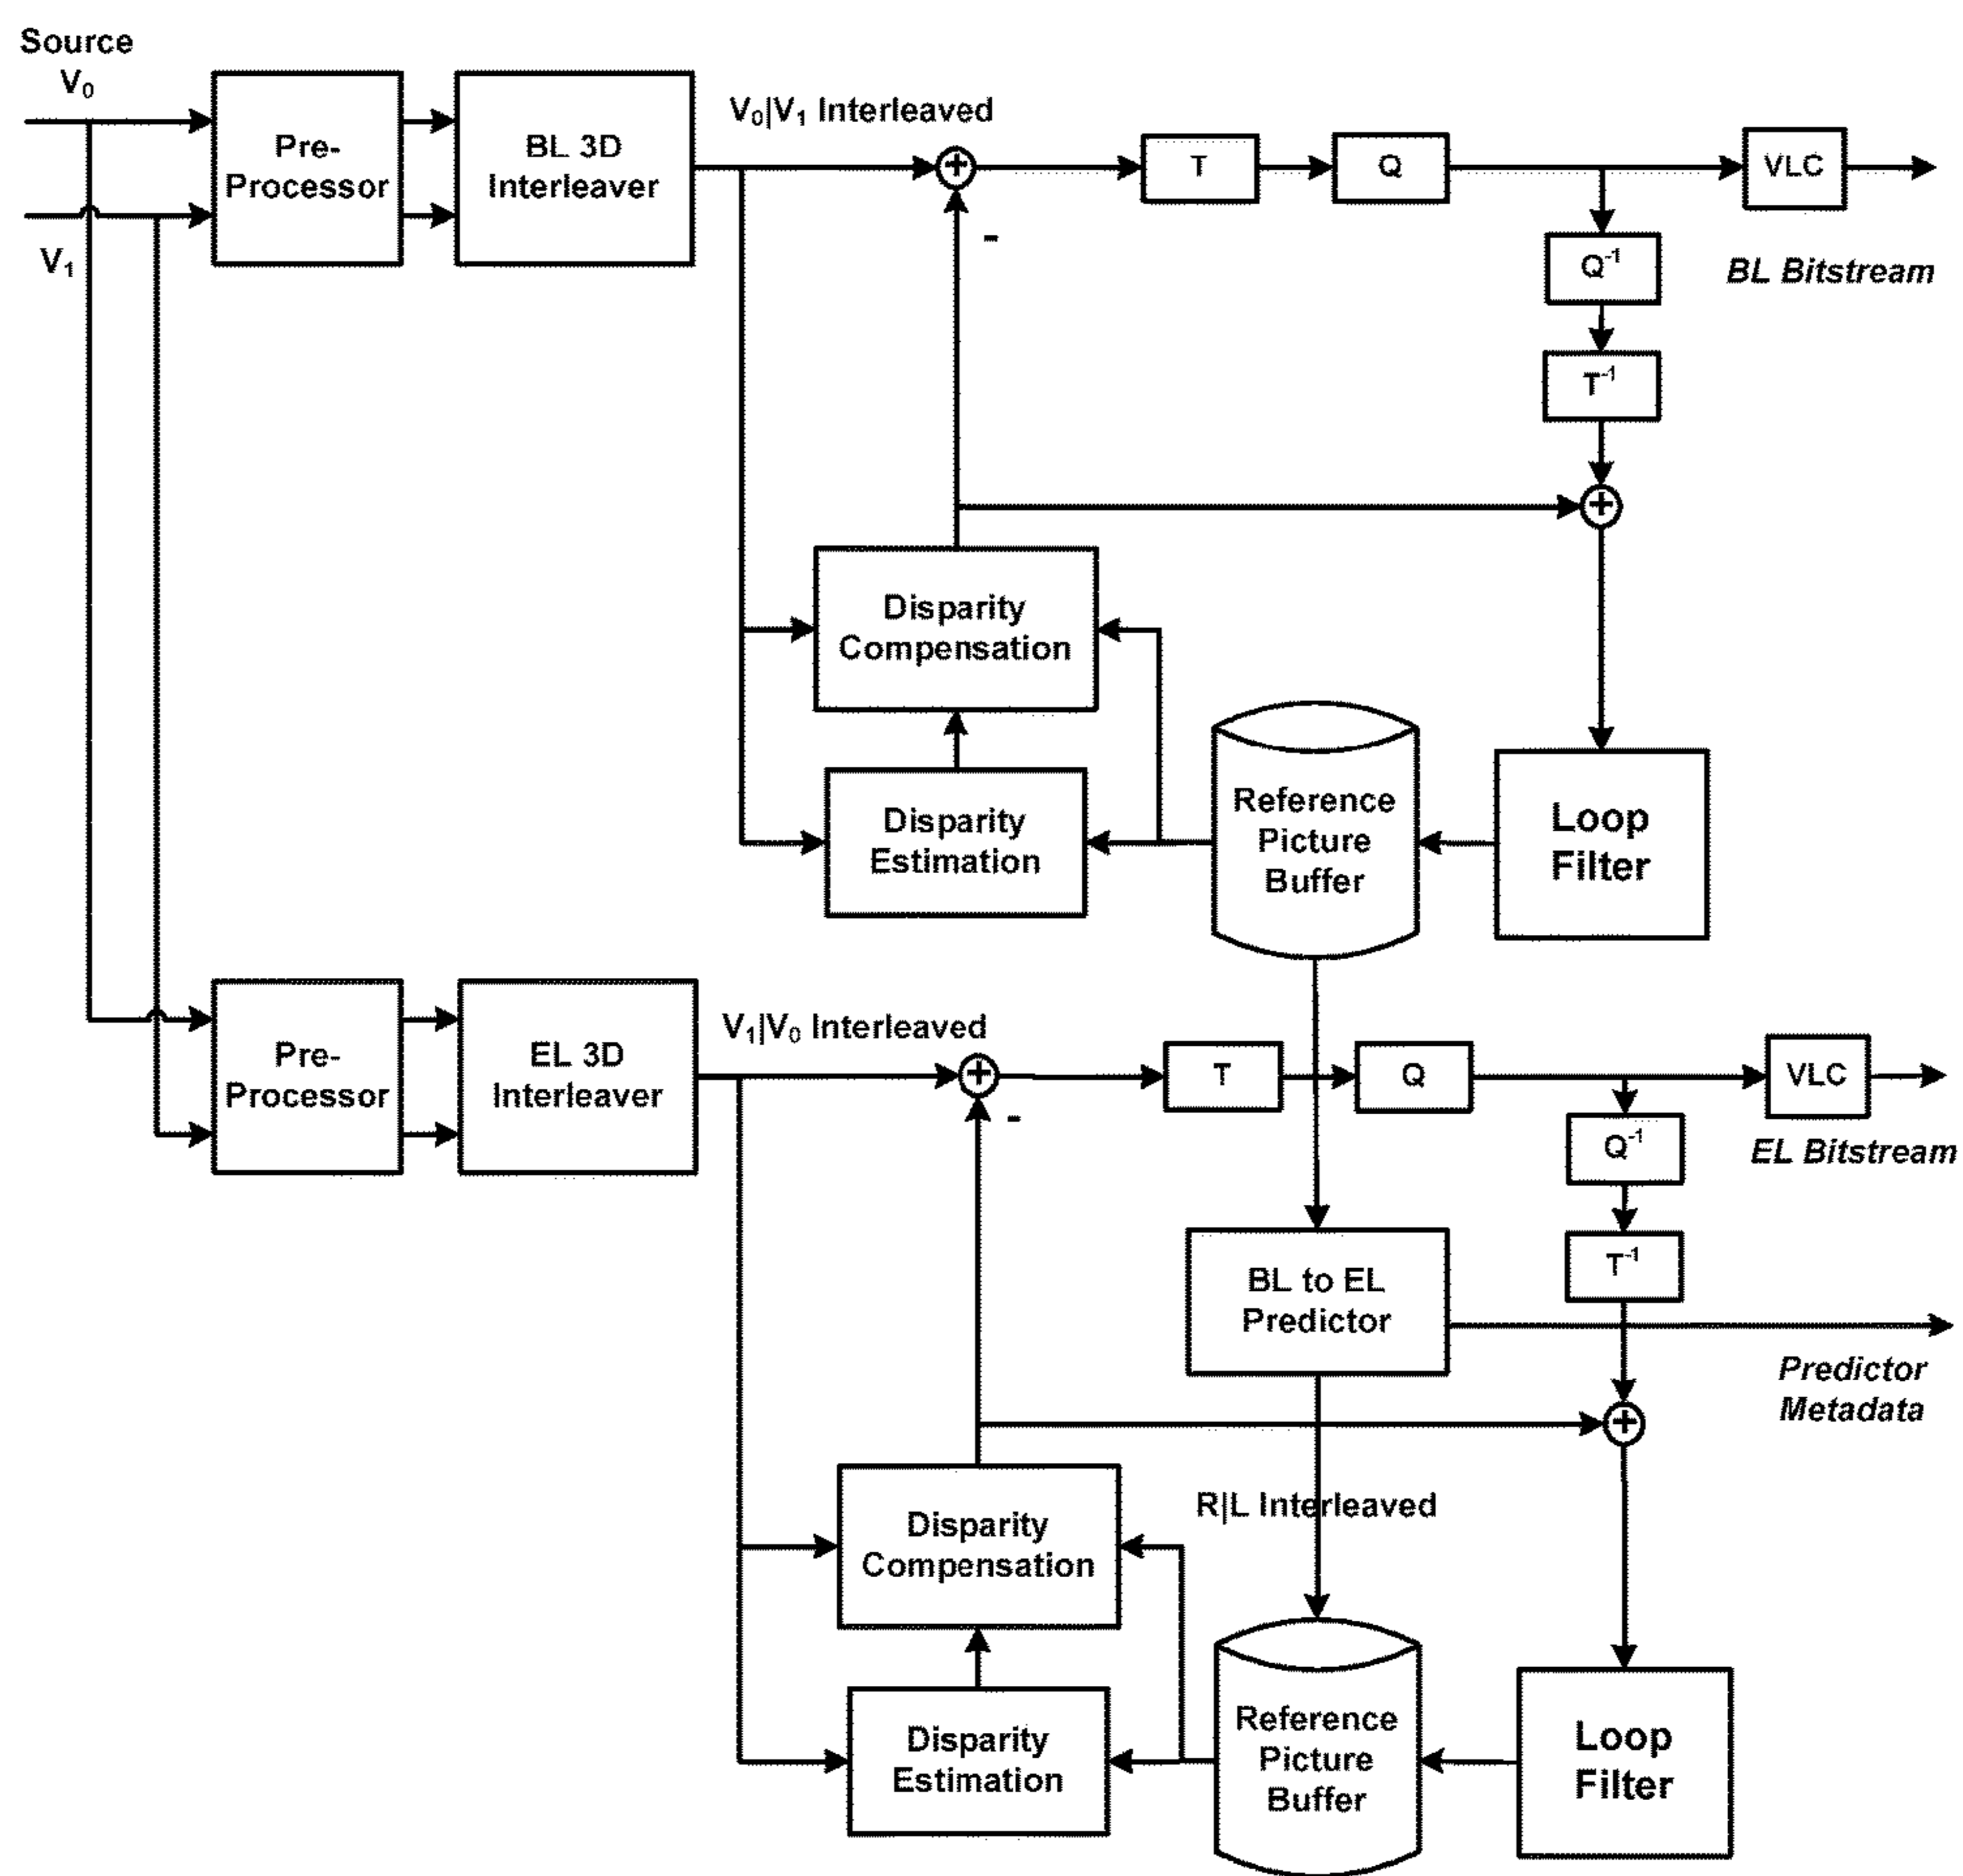 Source
V₀
V₁
Pre-
Processor
BL 3D
Interleaver
V₀|V₁ Interleaved
+
-
T
Q
VLC
BL Bitstream
Q⁻¹
T⁻¹
+
Disparity
Compensation
Disparity
Estimation
Reference
Picture
Buffer
Loop
Filter
Pre-
Processor
EL 3D
Interleaver
V₁|V₀ Interleaved
+
-
T
Q
VLC
EL Bitstream
Q⁻¹
T⁻¹
BL to EL
Predictor
Predictor
Metadata
+
R|L Interleaved
Disparity
Compensation
Disparity
Estimation
Reference
Picture
Buffer
Loop
Filter